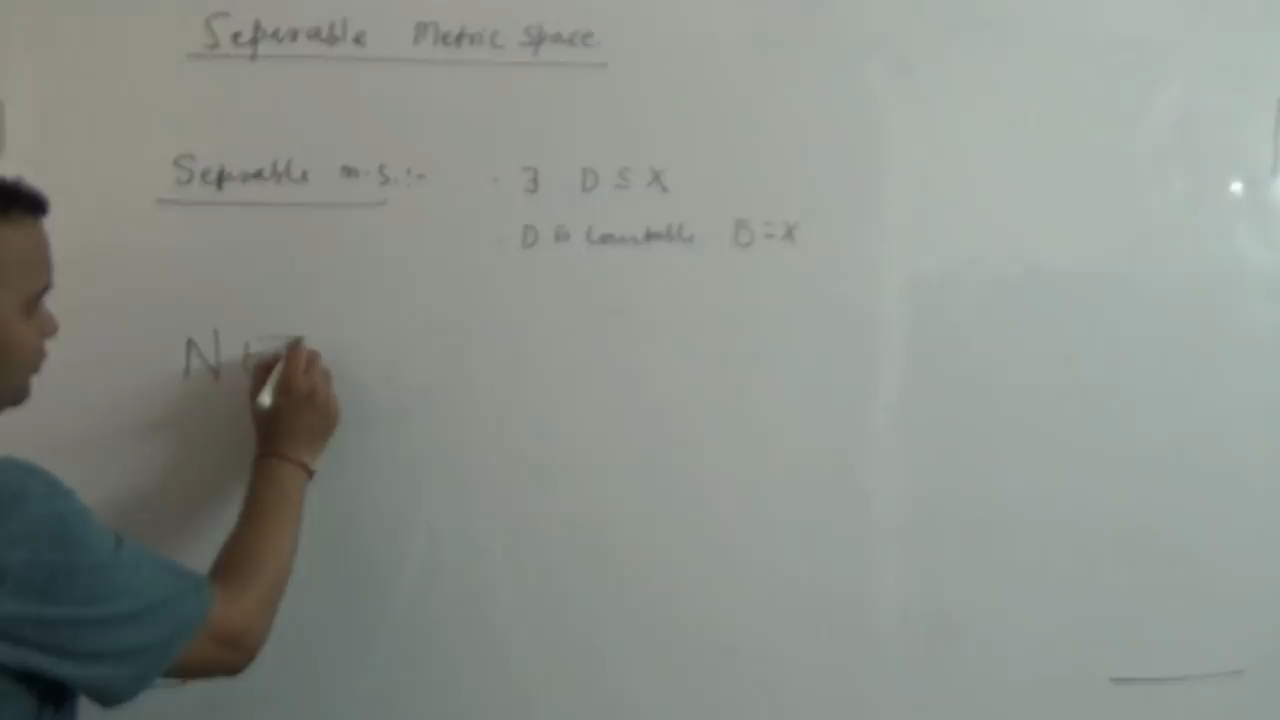 Separable Metric Space
Separable m.s.:- · ∃ D ⊆ X
· D is Countable D̄ = X
N